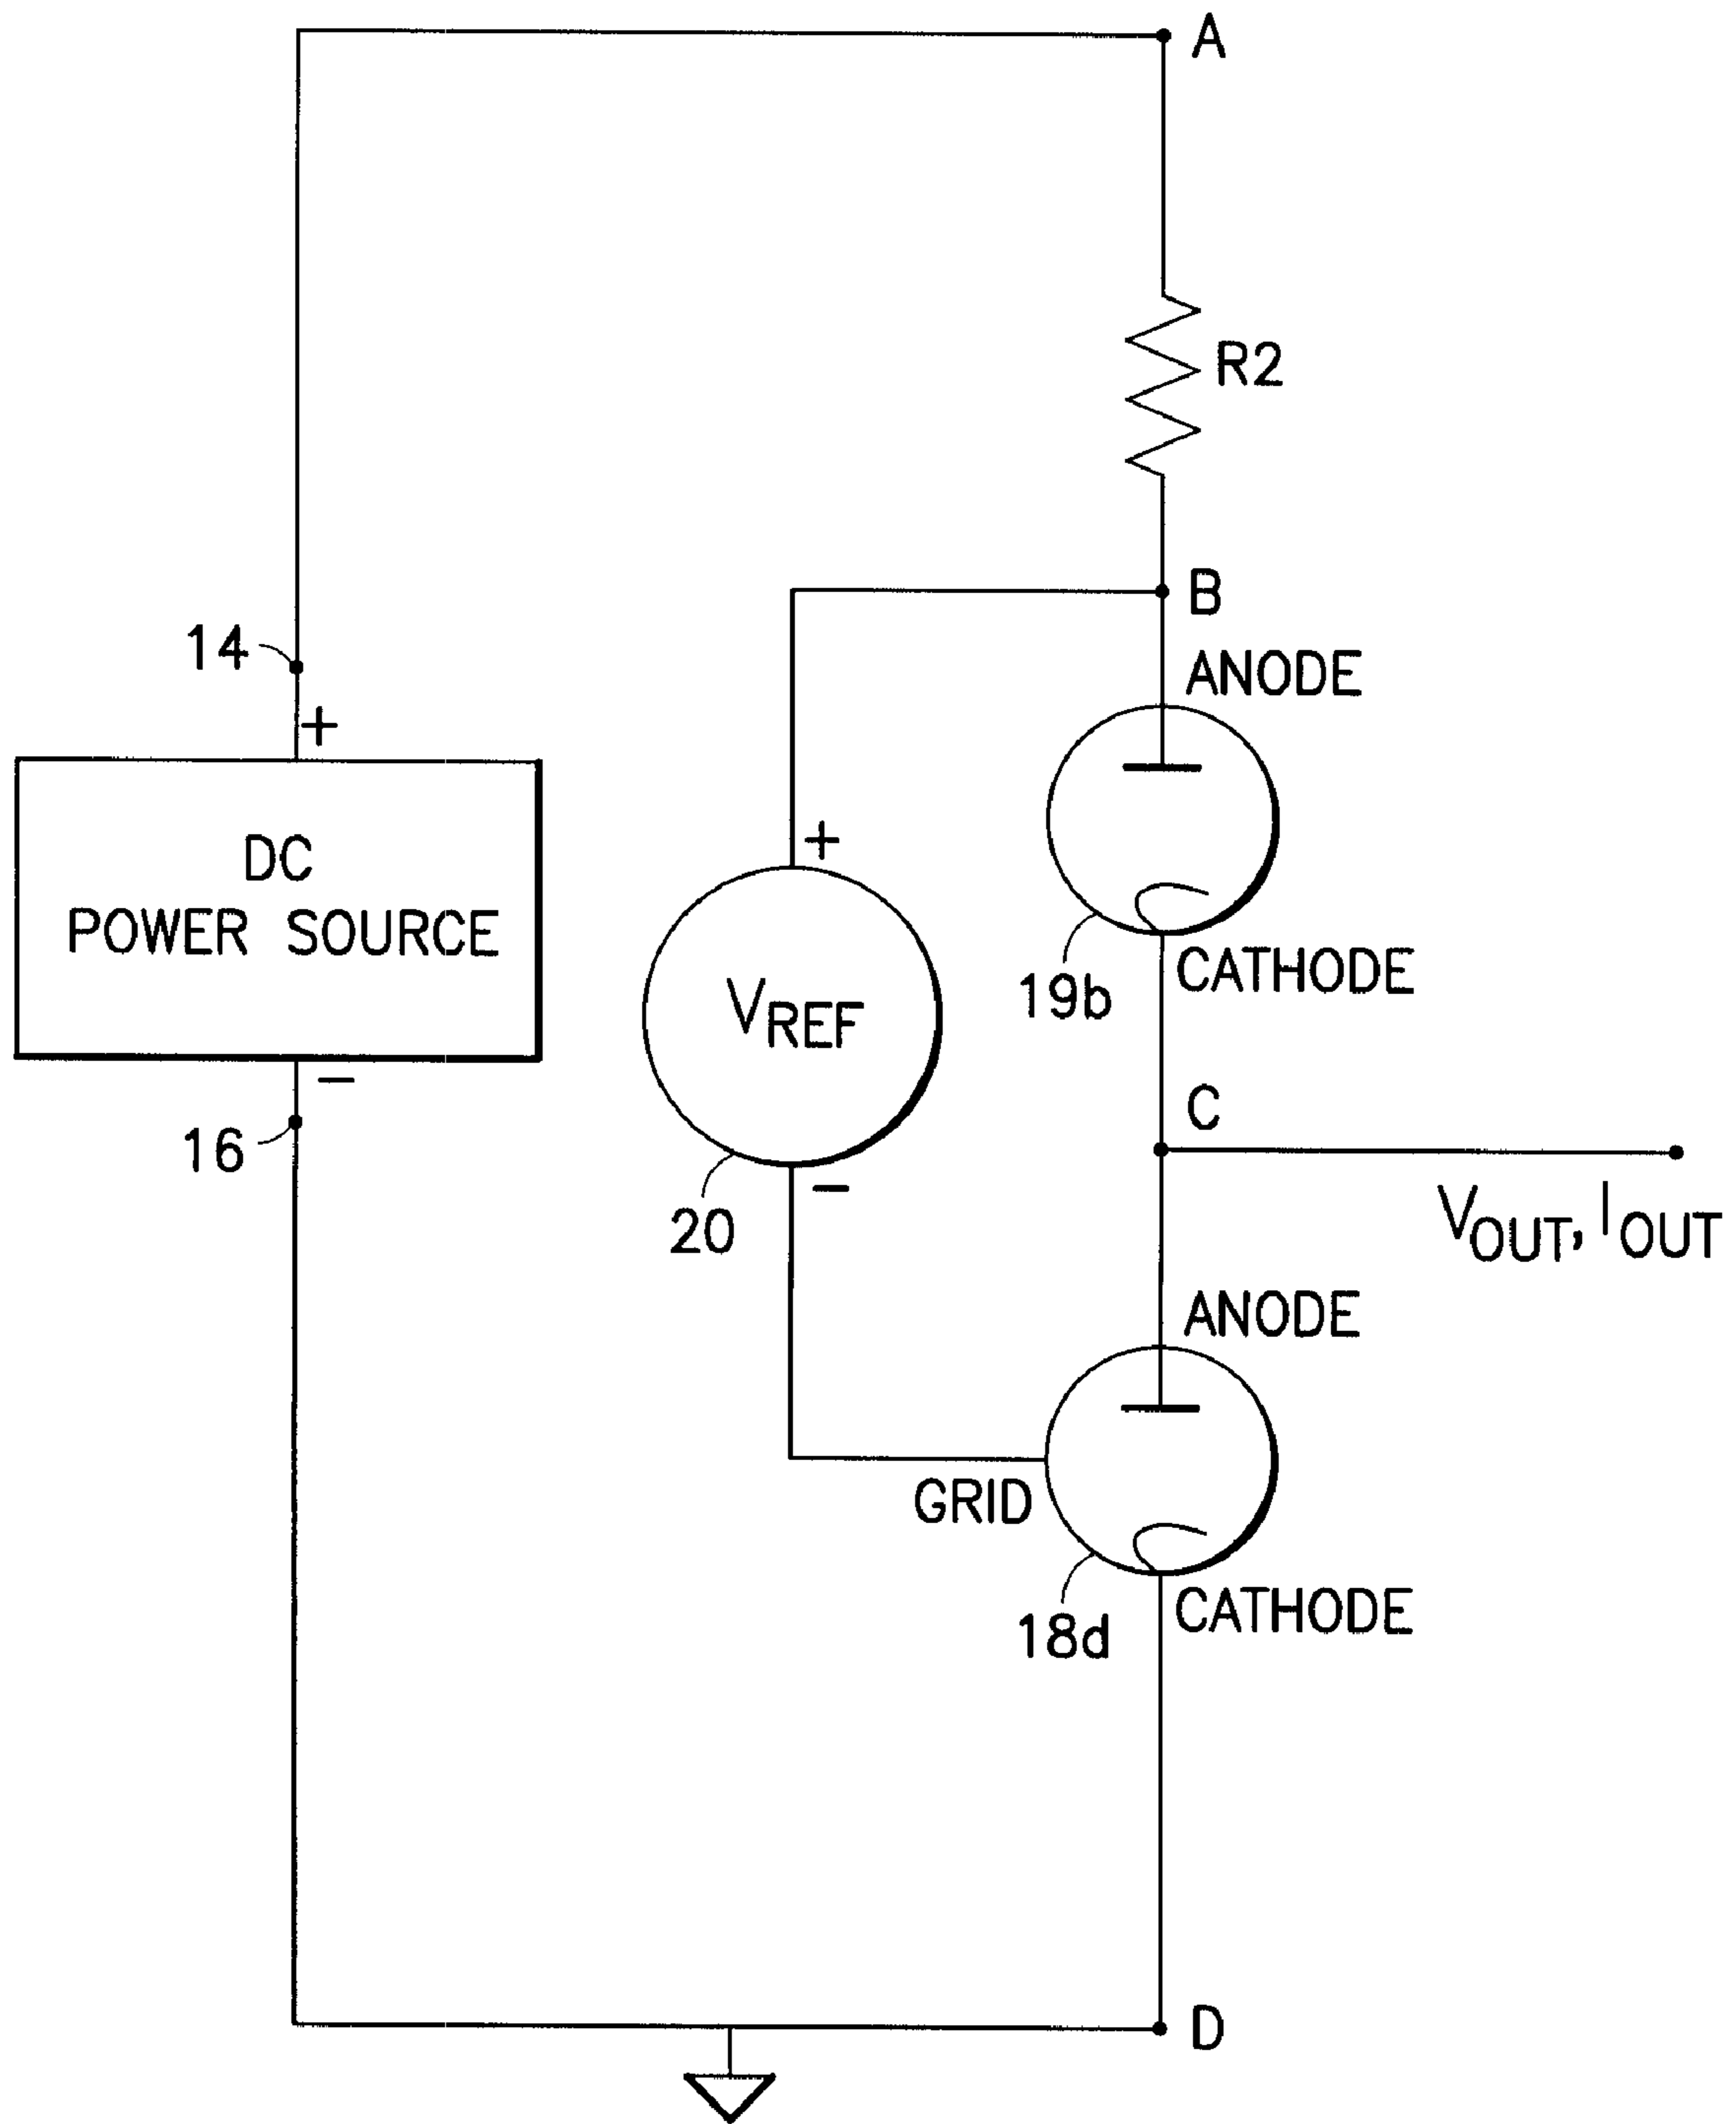 A
R2
B
14
ANODE
+
DC
POWER SOURCE
+
VREF
19b
CATHODE
−
16
C
−
20
VOUT, IOUT
ANODE
GRID
18d
CATHODE
D